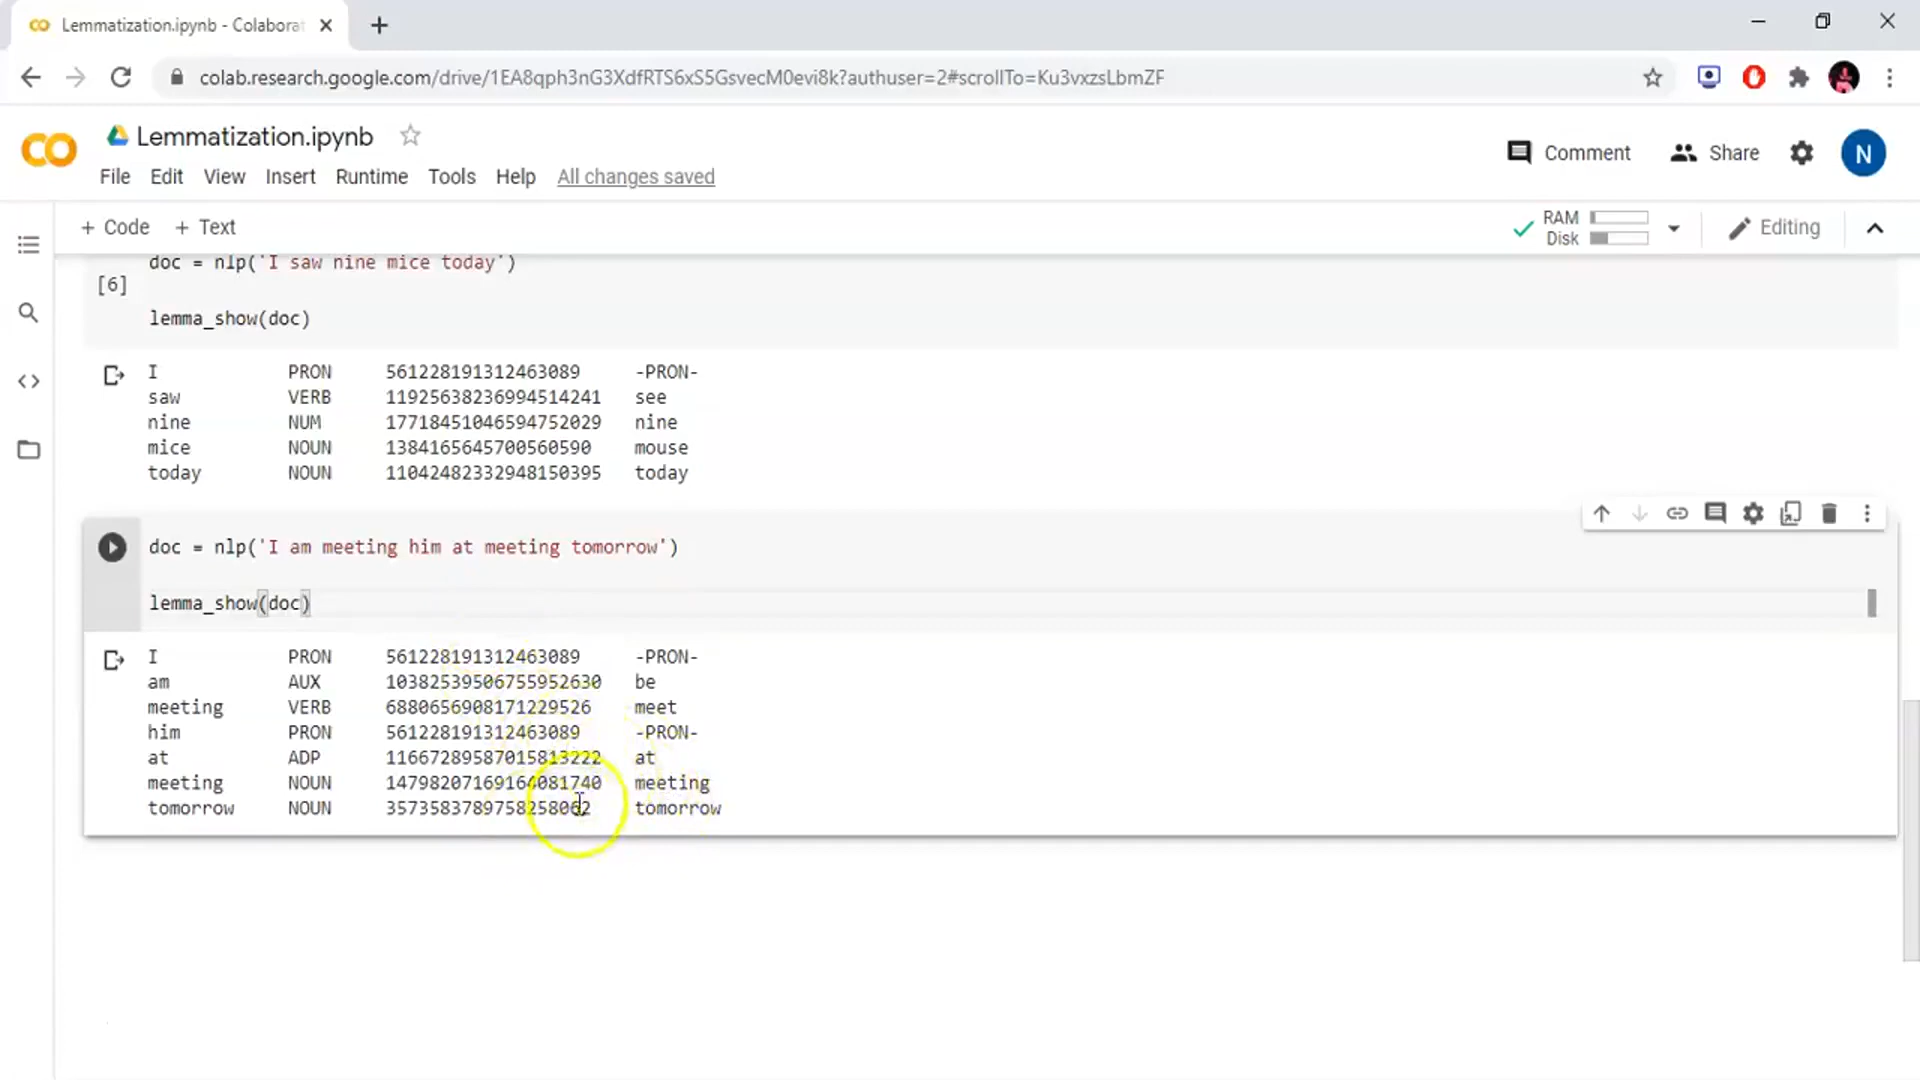 Lemmatization.ipynb - Colaborat
colab.research.google.com/drive/1EA8qph3nG3XdfRTS6xS5GsvecM0evi8k?authuser=2#scrollTo=Ku3vxzsLbmZF
Lemmatization.ipynb
Comment Share N
File Edit View Insert Runtime Tools Help All changes saved
+ Code + Text RAM Disk Editing
doc = nlp('I saw nine mice today')
[6]
lemma_show(doc)
I PRON 561228191312463089 -PRON-
saw VERB 11925638236994514241 see
nine NUM 17718451046594752029 nine
mice NOUN 1384165645700560590 mouse
today NOUN 11042482332948150395 today
doc = nlp('I am meeting him at meeting tomorrow')
lemma_show(doc)
I PRON 561228191312463089 -PRON-
am AUX 10382539506755952630 be
meeting VERB 6880656908171229526 meet
him PRON 561228191312463089 -PRON-
at ADP 11667289587015813222 at
meeting NOUN 14798207169164081740 meeting
tomorrow NOUN 3573583789758258062 tomorrow